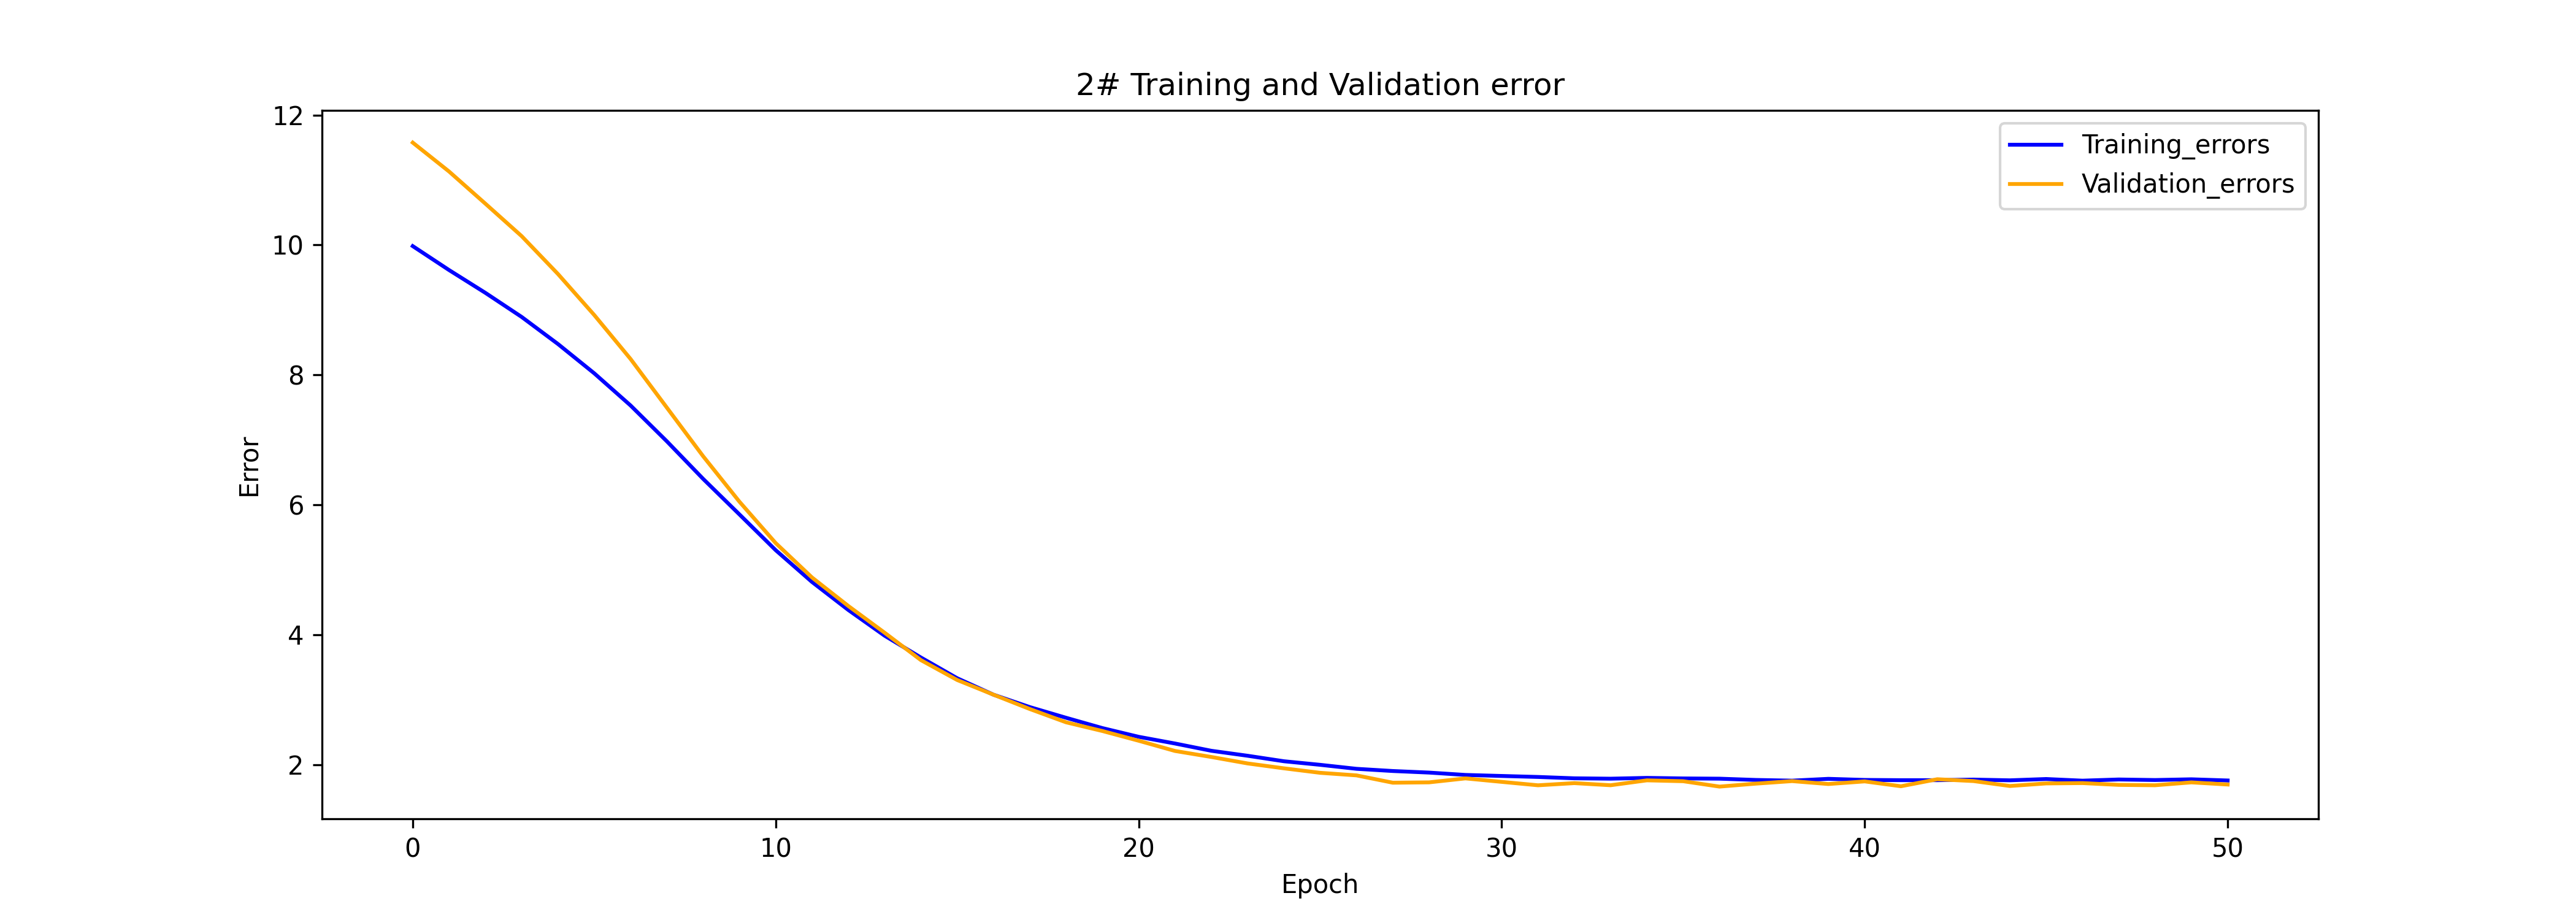 2# Training and Validation error
12
10
8
6
4
2
Error
Training_errors
Validation_errors
0 10 20 30 40 50
Epoch